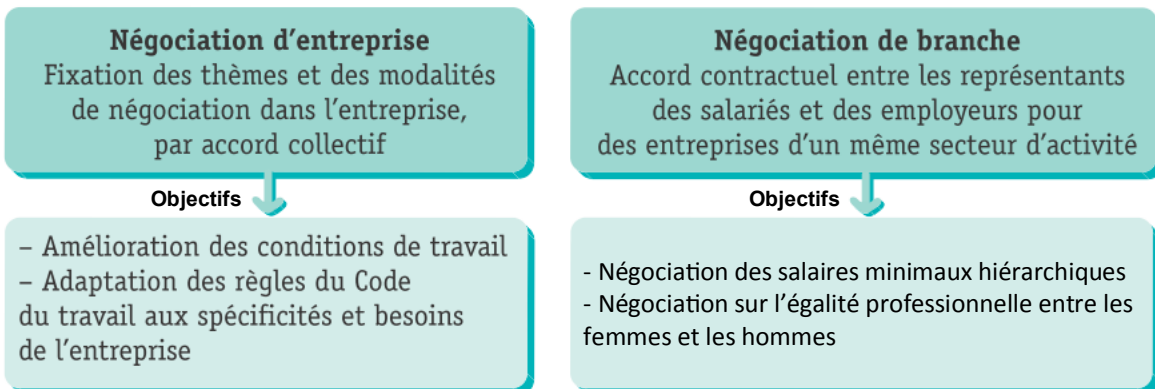 Négociation d'entreprise
Fixation des thèmes et des modalités
de négociation dans l'entreprise,
par accord collectif
Objectifs
– Amélioration des conditions de travail
– Adaptation des règles du Code
du travail aux spécificités et besoins
de l'entreprise
Négociation de branche
Accord contractuel entre les représentants
des salariés et des employeurs pour
des entreprises d'un même secteur d'activité
Objectifs
- Négociation des salaires minimaux hiérarchiques
- Négociation sur l'égalité professionnelle entre les
femmes et les hommes